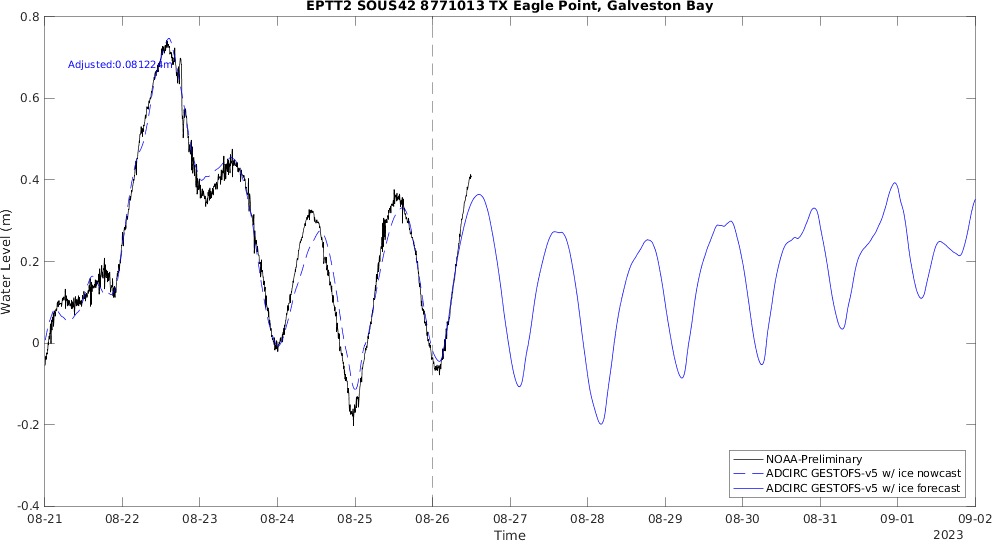 EPTT2 SOUS42 8771013 TX Eagle Point, Galveston Bay
Adjusted:0.081224m
Water Level (m)
0.8
0.6
0.4
0.2
0
-0.2
-0.4
NOAA-Preliminary
ADCIRC GESTOFS-v5 w/ ice nowcast
ADCIRC GESTOFS-v5 w/ ice forecast
08-21 08-22 08-23 08-24 08-25 08-26 08-27 08-28 08-29 08-30 08-31 09-01 09-02
Time
2023